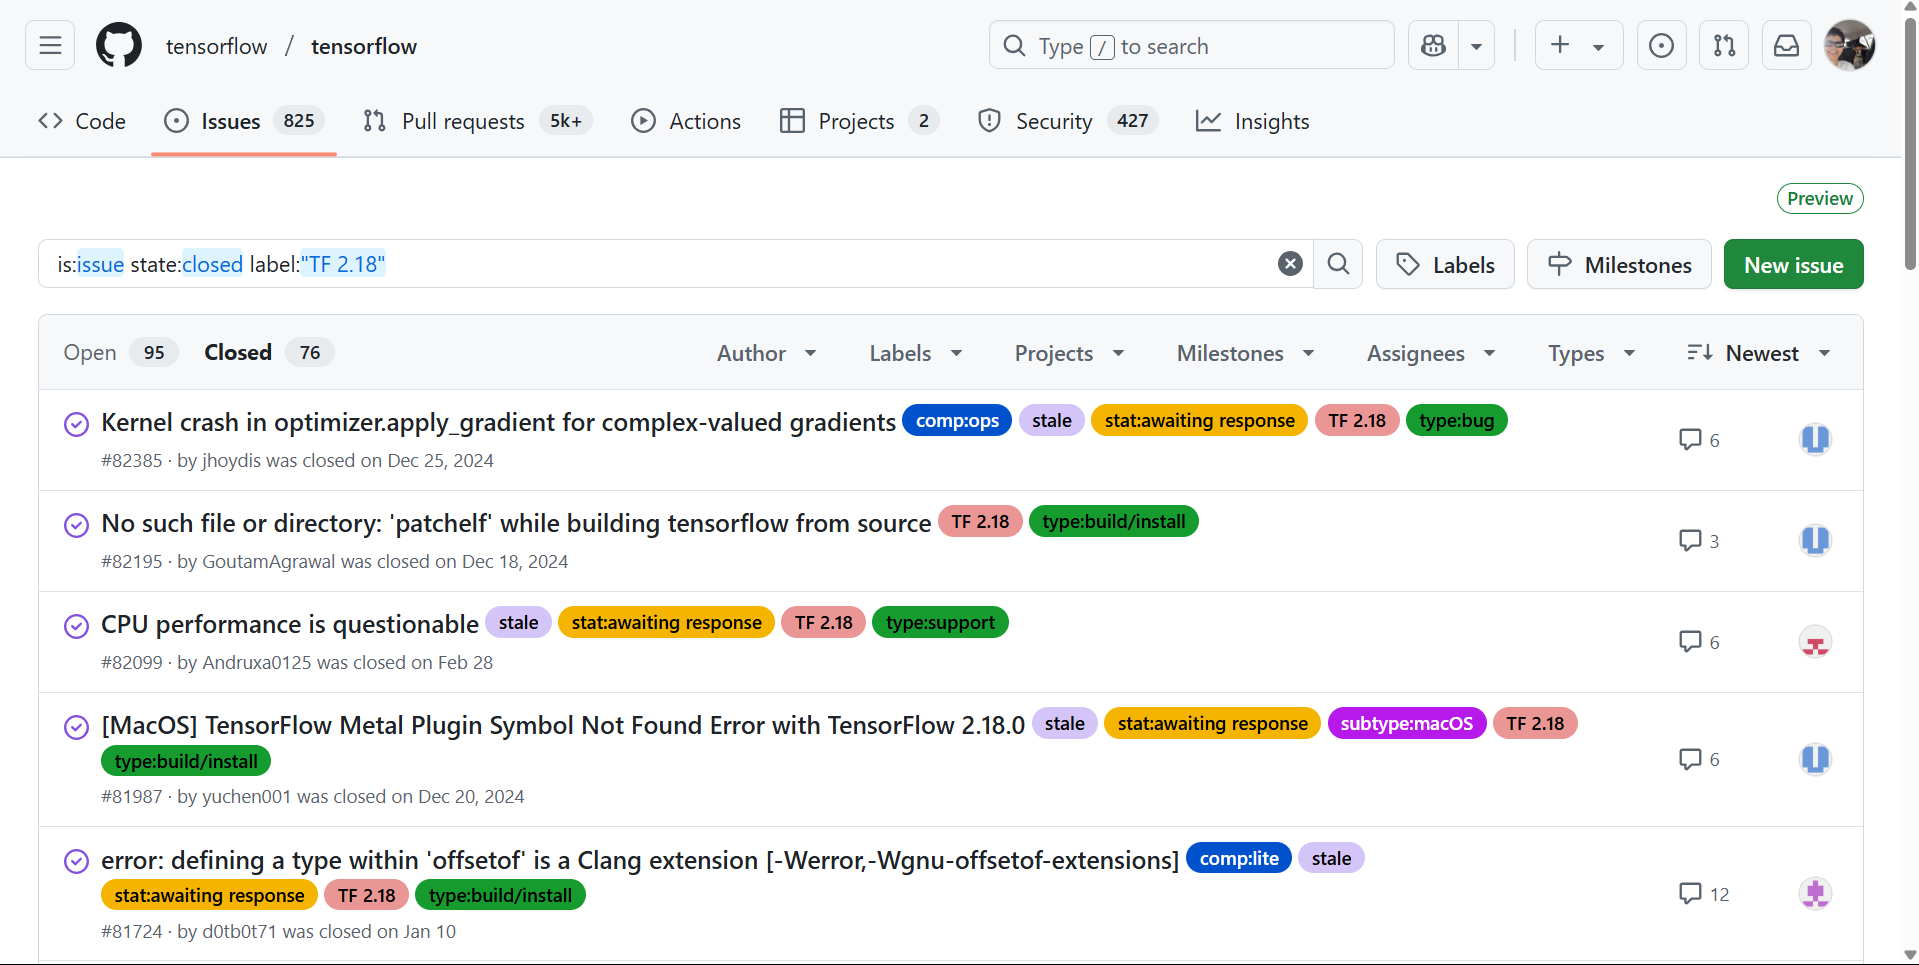 tensorflow / tensorflow
Type / to search
Code
Issues 825
Pull requests 5k+
Actions
Projects 2
Security 427
Insights
Preview
is:issue state:closed label:"TF 2.18"
Labels
Milestones
New issue
Open 95 Closed 76
Author
Labels
Projects
Milestones
Assignees
Types
Newest
Kernel crash in optimizer.apply_gradient for complex-valued gradients comp:ops stale stat:awaiting response TF 2.18 type:bug
6
#82385 · by jhoydis was closed on Dec 25, 2024
No such file or directory: 'patchelf' while building tensorflow from source TF 2.18 type:build/install
3
#82195 · by GoutamAgrawal was closed on Dec 18, 2024
CPU performance is questionable stale stat:awaiting response TF 2.18 type:support
6
#82099 · by Andruxa0125 was closed on Feb 28
[MacOS] TensorFlow Metal Plugin Symbol Not Found Error with TensorFlow 2.18.0 stale stat:awaiting response subtype:macOS TF 2.18
type:build/install
6
#81987 · by yuchen001 was closed on Dec 20, 2024
error: defining a type within 'offsetof' is a Clang extension [-Werror,-Wgnu-offsetof-extensions] comp:lite stale
stat:awaiting response TF 2.18 type:build/install
12
#81724 · by d0tb0t71 was closed on Jan 10